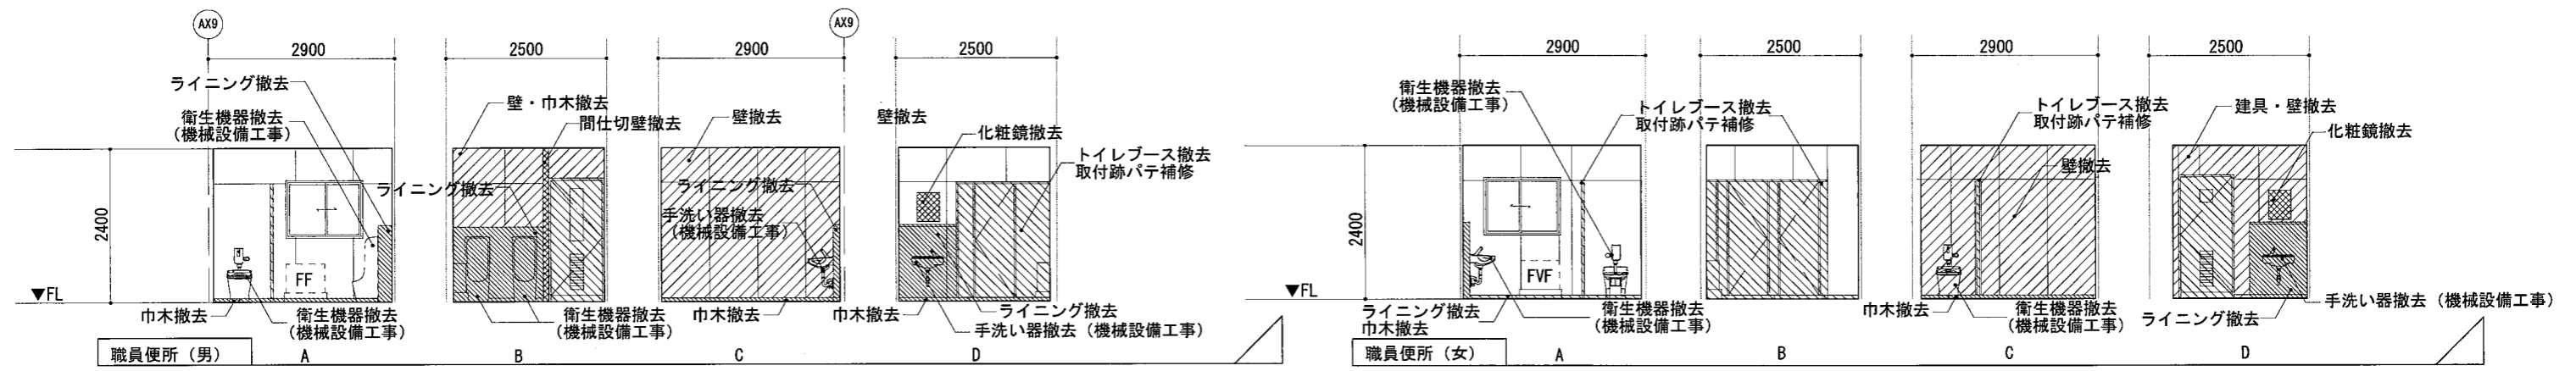 AX9
AX9
2900
2500
2900
2500
ライニング撤去
衛生機器撤去
(機械設備工事)
壁・巾木撤去
間仕切壁撤去
壁撤去
壁撤去
化粧鏡撤去
トイレブース撤去
取付跡パテ補修
ライニング撤去
ライニング撤去
手洗い器撤去
(機械設備工事)
2400
FF
▼FL
巾木撤去
衛生機器撤去
(機械設備工事)
衛生機器撤去
(機械設備工事)
巾木撤去
巾木撤去
ライニング撤去
手洗い器撤去(機械設備工事)
職員便所(男)
A
B
C
D
2900
2500
2900
2500
衛生機器撤去
(機械設備工事)
トイレブース撤去
取付跡パテ補修
トイレブース撤去
取付跡パテ補修
建具・壁撤去
化粧鏡撤去
壁撤去
2400
FVF
▼FL
ライニング撤去
巾木撤去
衛生機器撤去
(機械設備工事)
巾木撤去
衛生機器撤去
(機械設備工事)
手洗い器撤去(機械設備工事)
ライニング撤去
職員便所(女)
A
B
C
D